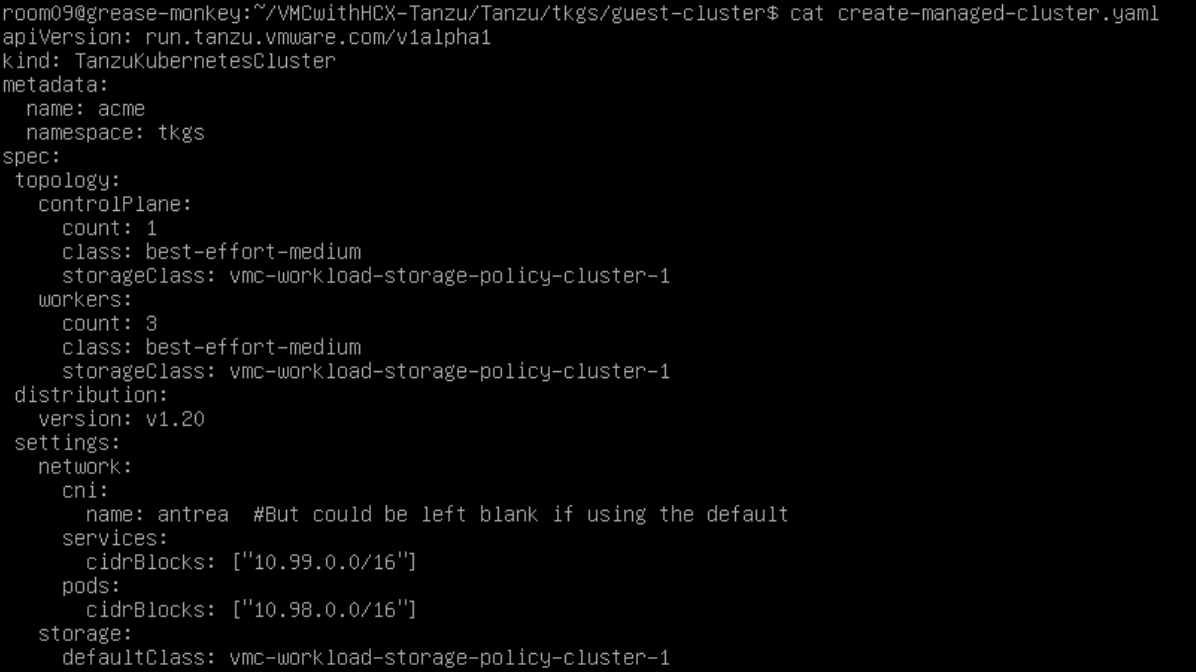 room09@grease-monkey:~/VMCwithHCX-Tanzu/Tanzu/tkgs/guest-cluster$ cat create-managed-cluster.yaml
apiVersion: run.tanzu.vmware.com/v1alpha1
kind: TanzuKubernetesCluster
metadata:
  name: acme
  namespace: tkgs
spec:
 topology:
   controlPlane:
     count: 1
     class: best-effort-medium
     storageClass: vmc-workload-storage-policy-cluster-1
   workers:
     count: 3
     class: best-effort-medium
     storageClass: vmc-workload-storage-policy-cluster-1
 distribution:
   version: v1.20
 settings:
   network:
     cni:
       name: antrea  #But could be left blank if using the default
     services:
       cidrBlocks: ["10.99.0.0/16"]
     pods:
       cidrBlocks: ["10.98.0.0/16"]
   storage:
     defaultClass: vmc-workload-storage-policy-cluster-1